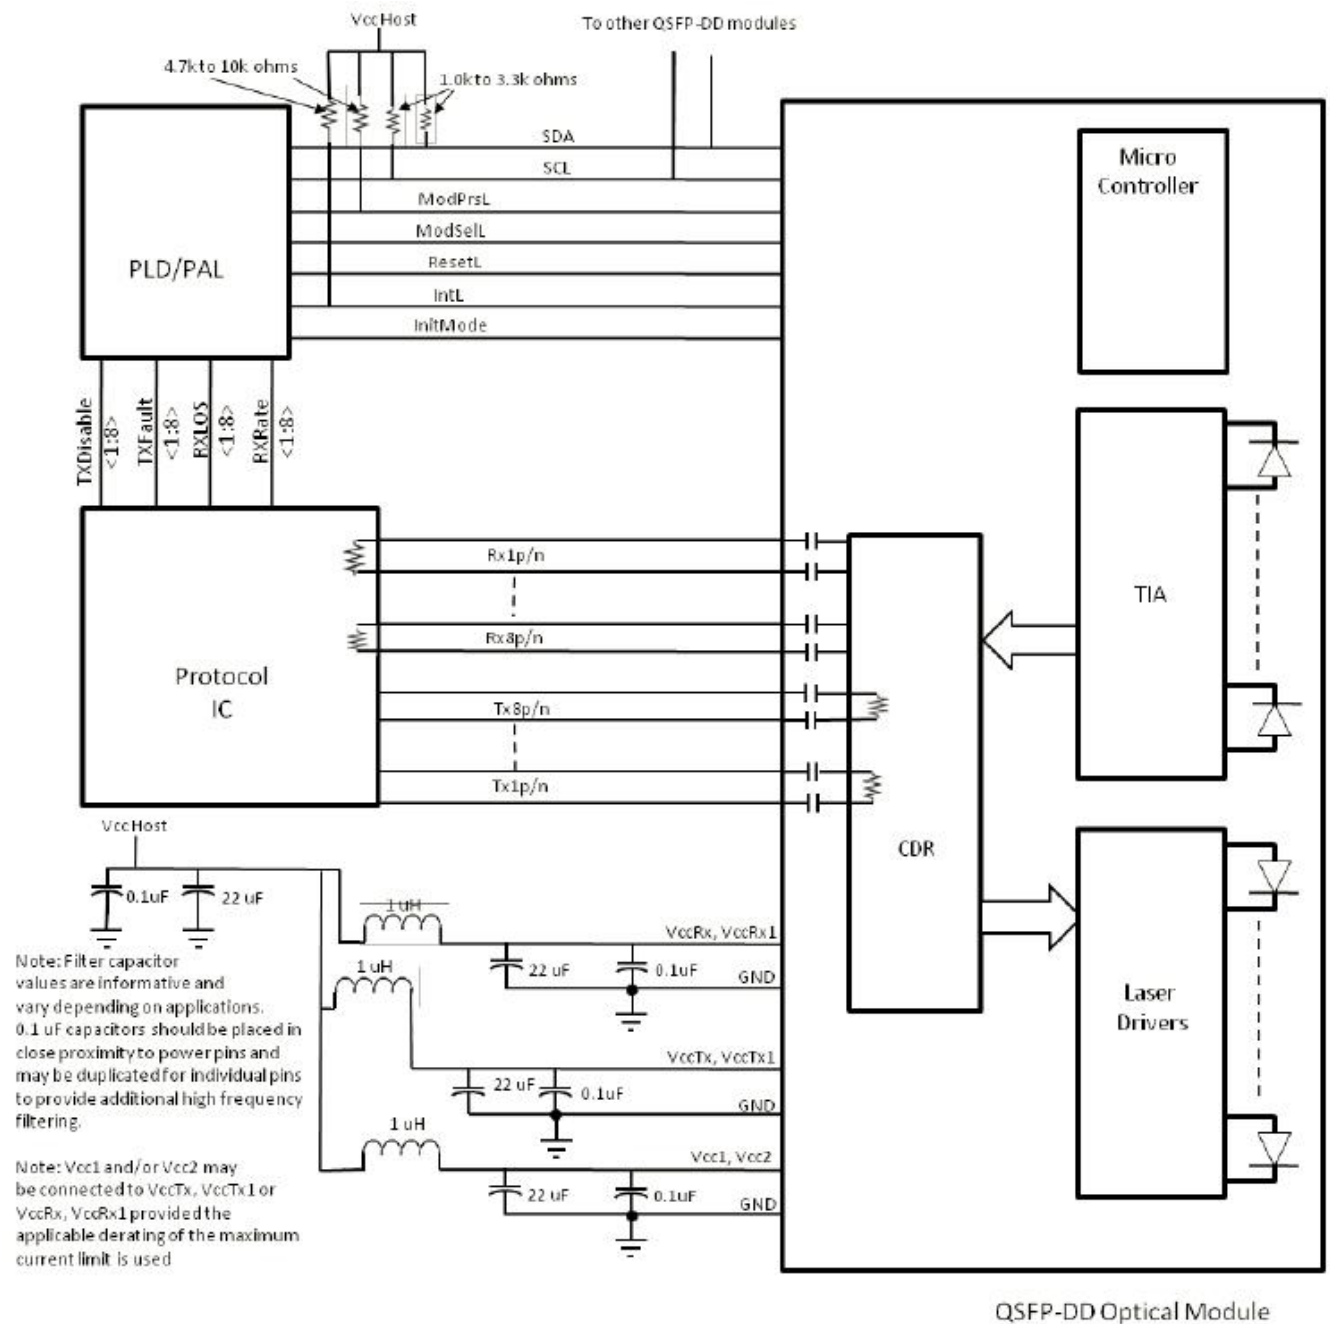 VccHost
To other QSFP-DD modules
4.7k to 10k ohms
1.0k to 3.3k ohms
SDA
SCL
ModPrsL
ModSelL
ResetL
IntL
InitMode
PLD/PAL
Micro
Controller
TXDisable
<1:8>
TXFault
<1:8>
RXLOS
<1:8>
RXRate
<1:8>
Rx1p/n
Rx8p/n
Tx8p/n
Tx1p/n
Protocol
IC
TIA
CDR
Laser
Drivers
VccHost
0.1uF
22 uF
1 uH
VccRx, VccRx1
22 uF
0.1uF
GND
1 uH
VccTx, VccTx1
22 uF
0.1uF
GND
1 uH
Vcc1, Vcc2
22 uF
0.1uF
GND
Note: Filter capacitor
values are informative and
vary depending on applications.
0.1 uF capacitors should be placed in
close proximity to power pins and
may be duplicated for individual pins
to provide additional high frequency
filtering.
Note: Vcc1 and/or Vcc2 may
be connected to VccTx, VccTx1 or
VccRx, VccRx1 provided the
applicable derating of the maximum
current limit is used
QSFP-DD Optical Module